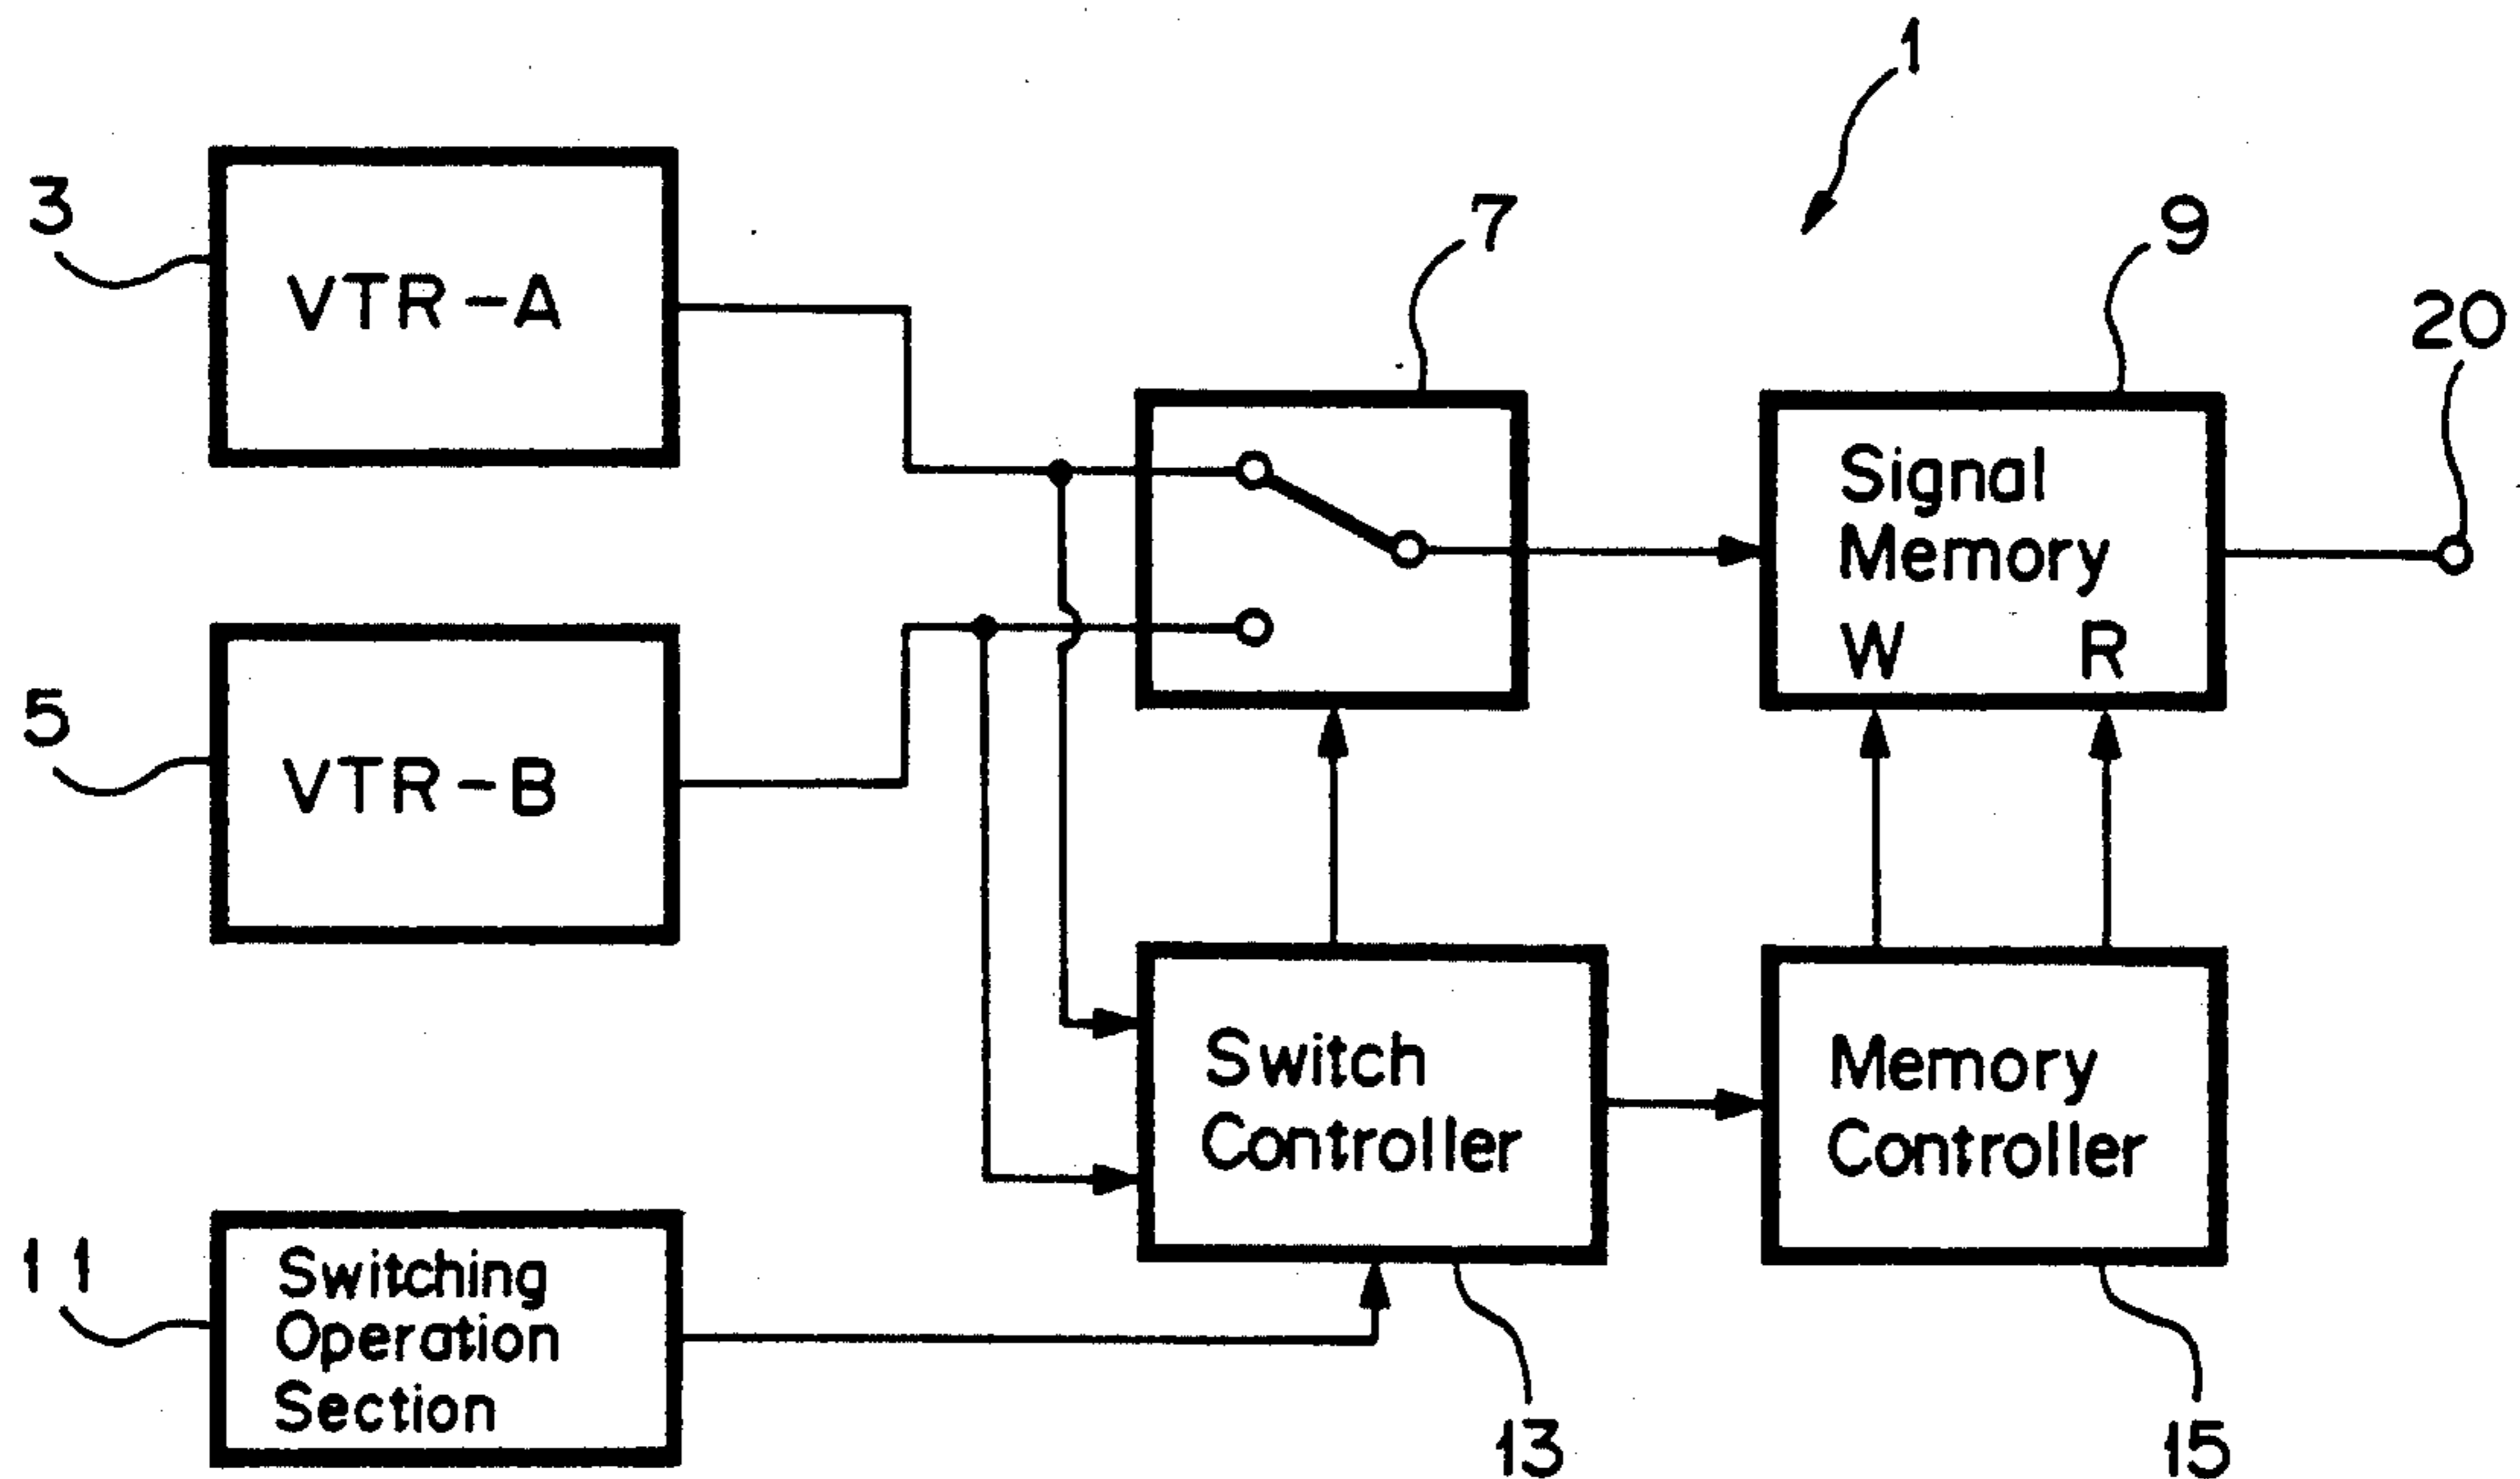 1
3
VTR-A
7
9
20
Signal
Memory
W R
5
VTR-B
Switch
Controller
Memory
Controller
11
Switching
Operation
Section
13
15